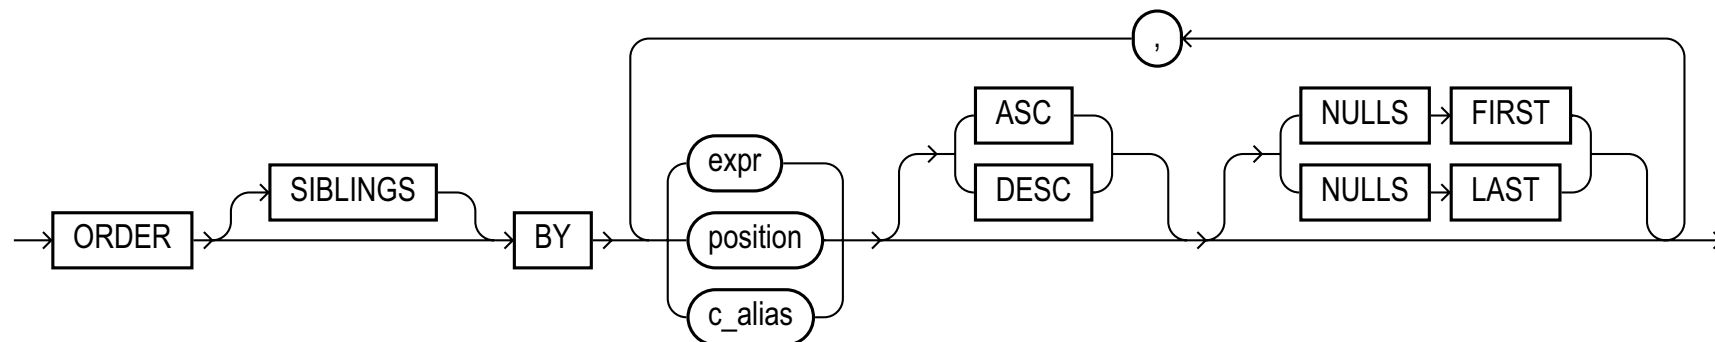 ,
ASC NULLS FIRST
expr
SIBLINGS DESC NULLS LAST
ORDER BY position
c_alias